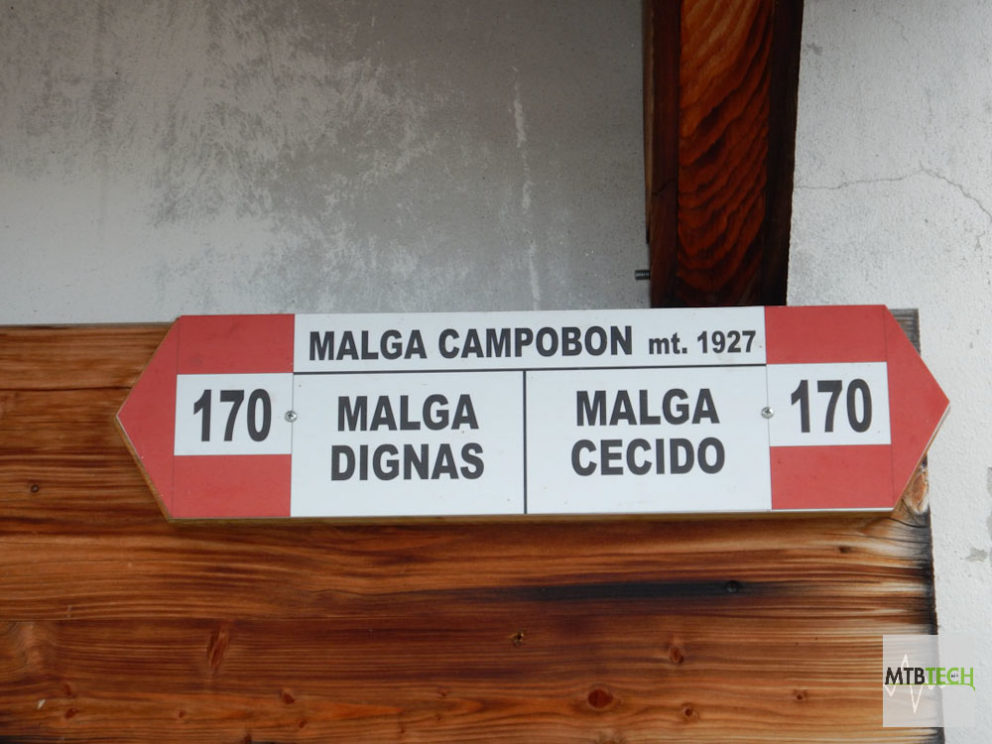 MALGA CAMPOBON mt. 1927
170
MALGA
DIGNAS
MALGA
CECIDO
170
MTBTECH